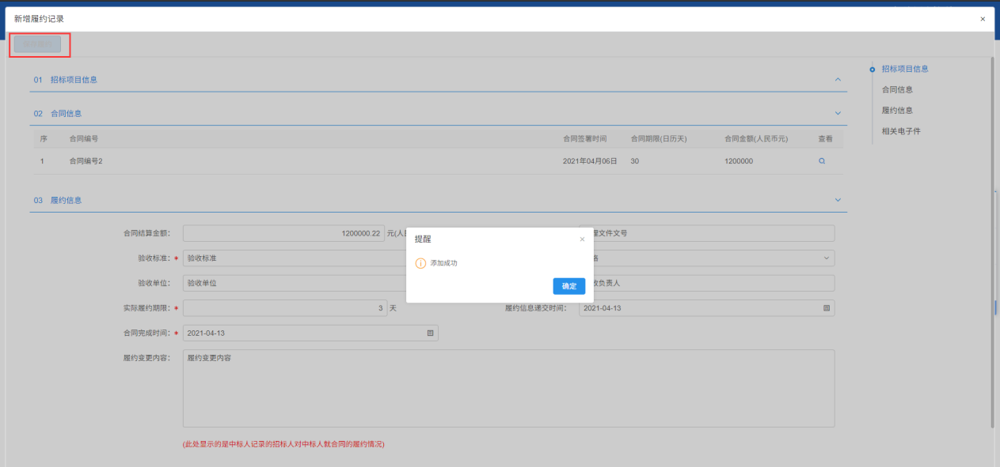 新增履约记录
×
01 招标项目信息
招标项目信息
合同信息
履约信息
相关电子件
02 合同信息
序 合同编号 合同签署时间 合同期限(日历天) 合同金额(人民币元) 查看
1 合同编号2 2021年04月06日 30 1200000
03 履约信息
合同结算金额: 1200000.22 元(人民
理文件文号
验收标准: * 验收标准
格
验收单位: 验收单位
收负责人
提醒 ×
添加成功
确定
实际履约期限: * 3 天 履约信息递交时间: 2021-04-13
合同完成时间: * 2021-04-13
履约变更内容: 履约变更内容
(此处显示的是中标人记录的招标人对中标人就合同的履约情况)